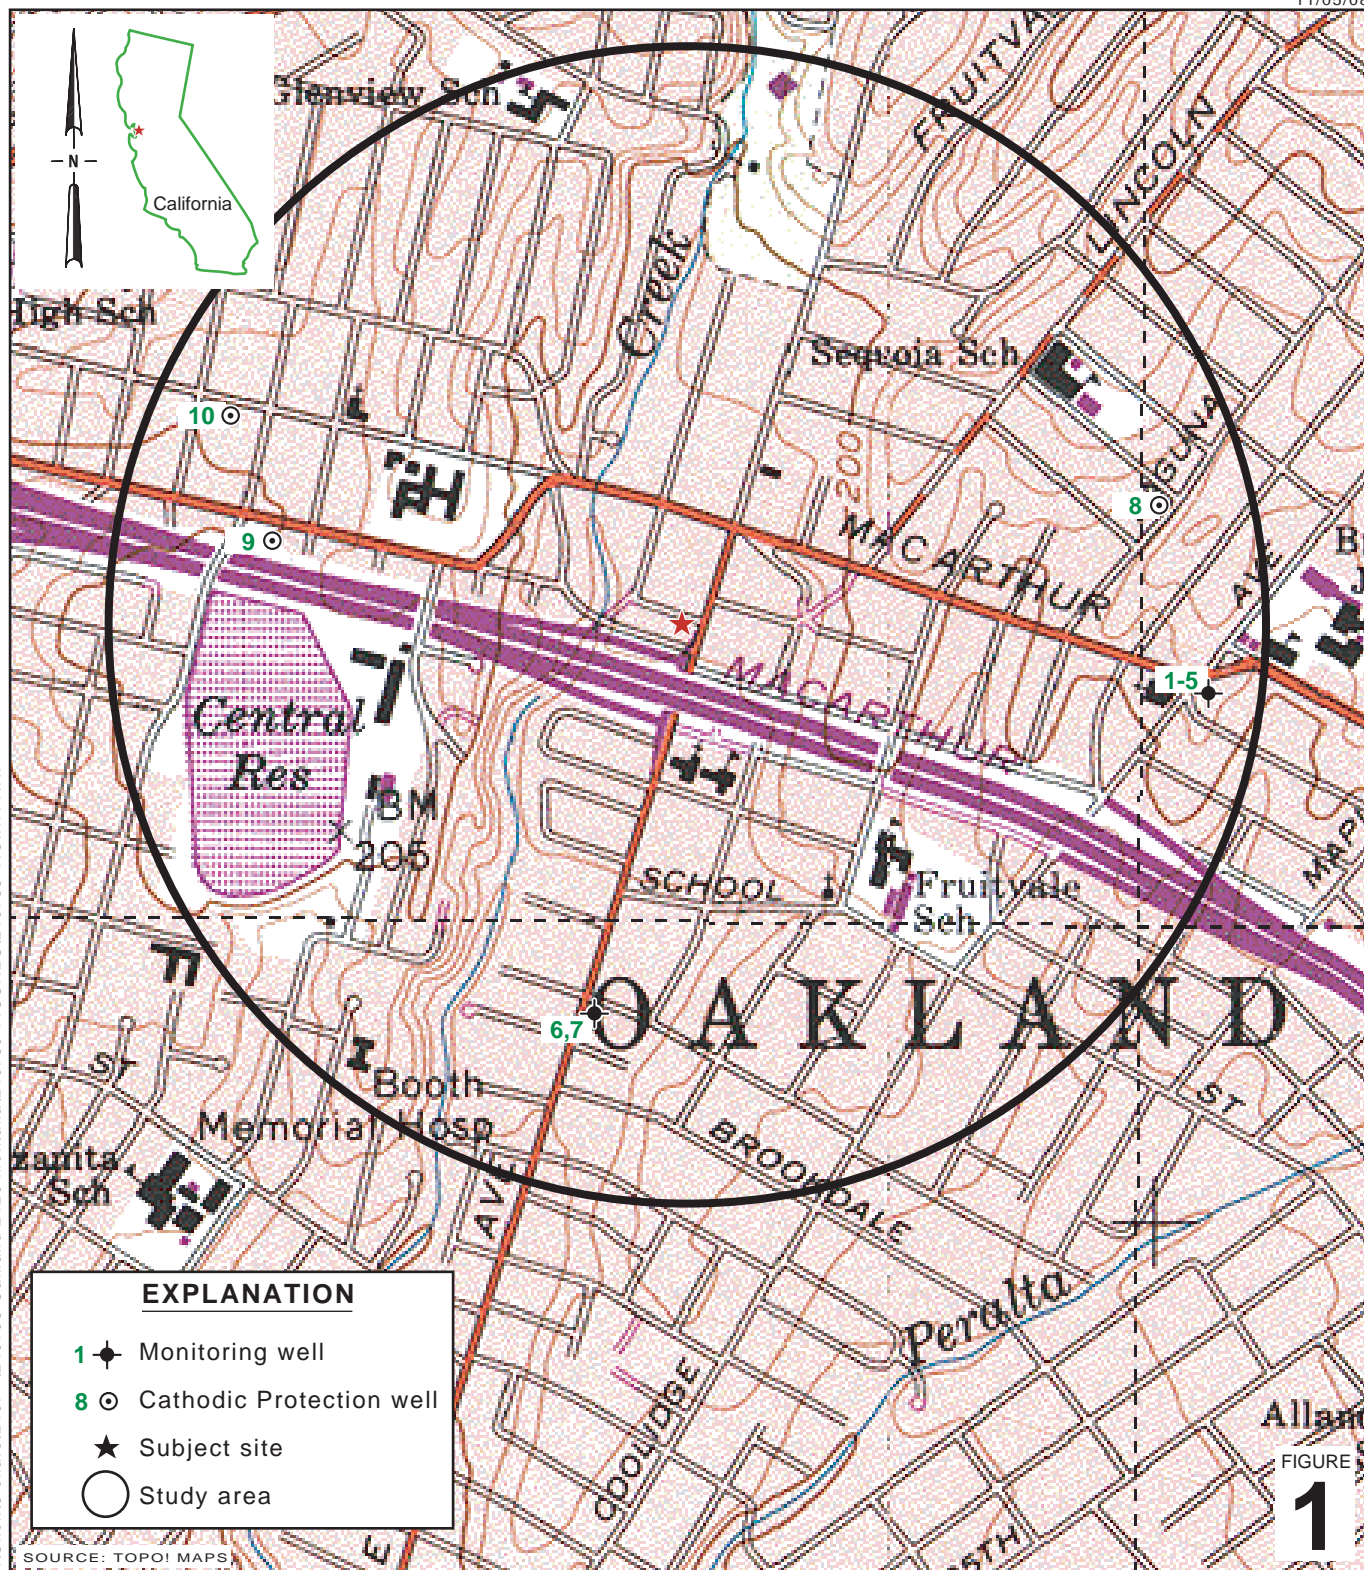 N
California
Glenview Sch
FRUITVA
LINCOLN
High Sch
Creek
Sequoia Sch
10
200
8
9
MACARTHUR
AVE
1-5
MACARTHUR
Central
Res
BM
205
SCHOOL
Fruitvale
Sch
OAKLAND
6,7
ST
Booth
Memorial Hosp
ST
BROOKDALE
zanita
Sch
AVE
Peralta
COOLIDGE
EXPLANATION
1 Monitoring well
8 Cathodic Protection well
Subject site
Study area
FIGURE
1
E
SOURCE: TOPO! MAPS